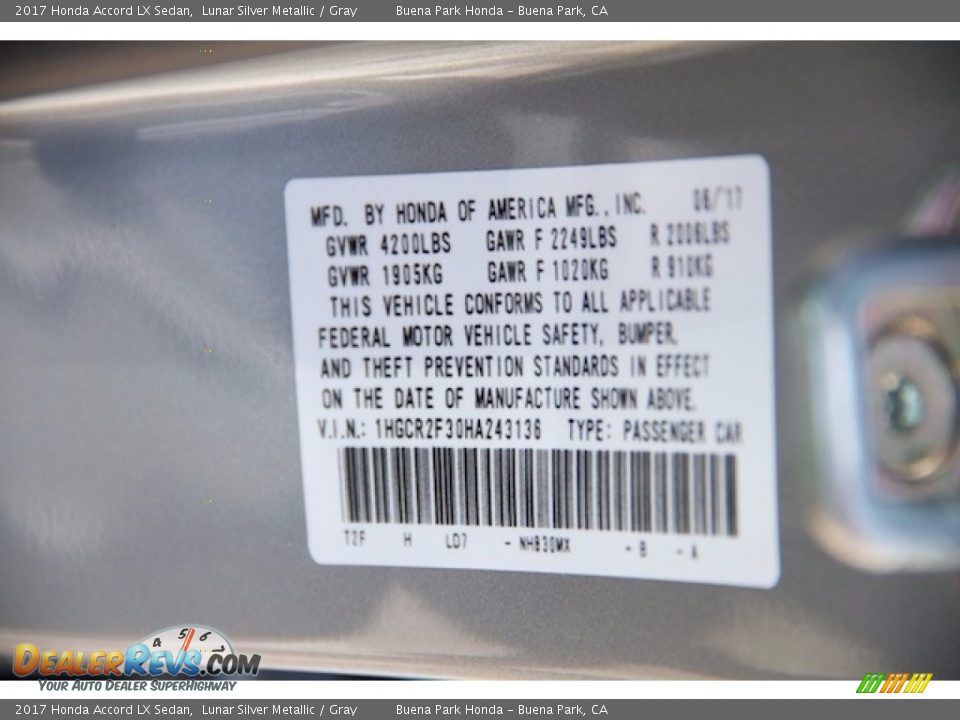 2017 Honda Accord LX Sedan, Lunar Silver Metallic / Gray Buena Park Honda – Buena Park, CA
MFD. BY HONDA OF AMERICA MFG., INC. 06/17
GVWR 4200LBS GAWR F 2249LBS R 2006LBS
GVWR 1905KG GAWR F 1020KG R 910KG
THIS VEHICLE CONFORMS TO ALL APPLICABLE
FEDERAL MOTOR VEHICLE SAFETY, BUMPER,
AND THEFT PREVENTION STANDARDS IN EFFECT
ON THE DATE OF MANUFACTURE SHOWN ABOVE.
V.I.N.: 1HGCR2F30HA243136 TYPE: PASSENGER CAR
T2F H LD7 - NH830MX - B - A
4 5 6 7
DEALERREVS.COM
YOUR AUTO DEALER SUPERHIGHWAY
2017 Honda Accord LX Sedan, Lunar Silver Metallic / Gray Buena Park Honda – Buena Park, CA